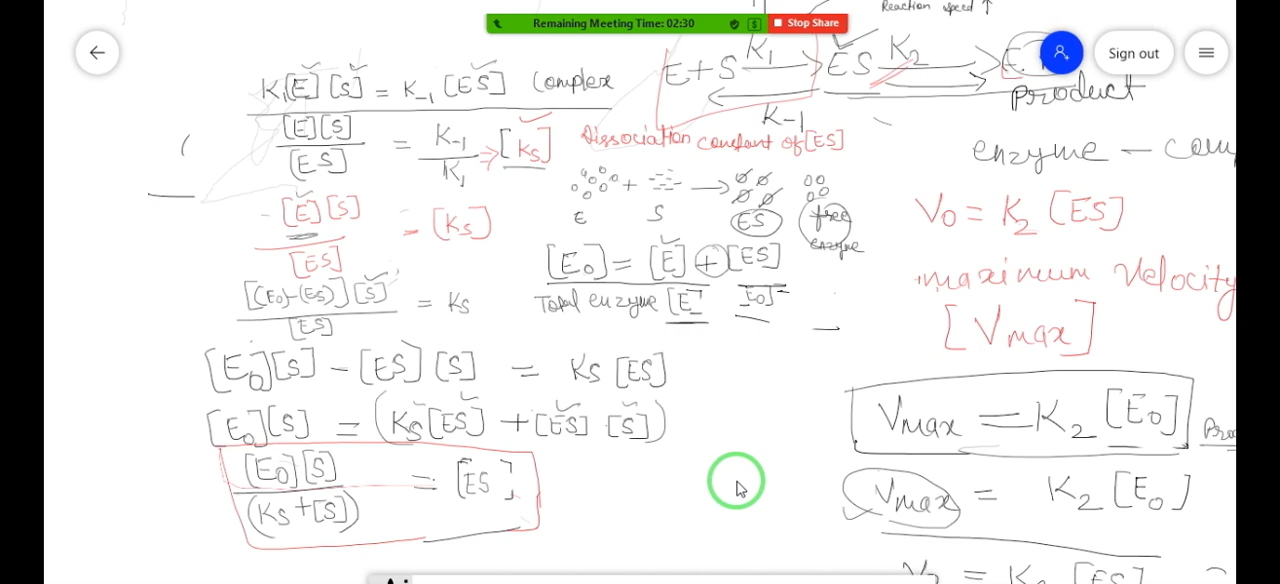 Remaining Meeting Time: 02:30
Stop Share
Sign out
Reaction speed ↑
E + S K1 ES K2 E
K-1
Product
K1[E][S] = K-1[ES] Complex
[E][S]/[ES] = K-1/K1 ⇒ [Ks] Dissociation constant of [ES]
[E][S]/[ES] = [Ks]
[(E0)-(ES)][S]/[ES] = Ks
[E0][S] - [ES][S] = Ks [ES]
[E0][S] = (Ks[ES] + [ES][S])
[E0][S]/(Ks+[S]) = [ES]
E + S → ES free enzyme
[E0] = [E] + [ES]
Total enzyme [E] [E0]=
enzyme -
V0 = K2 [ES]
maximum Velocity
[Vmax]
Vmax = K2 [E0]
Vmax = K2 [E0]